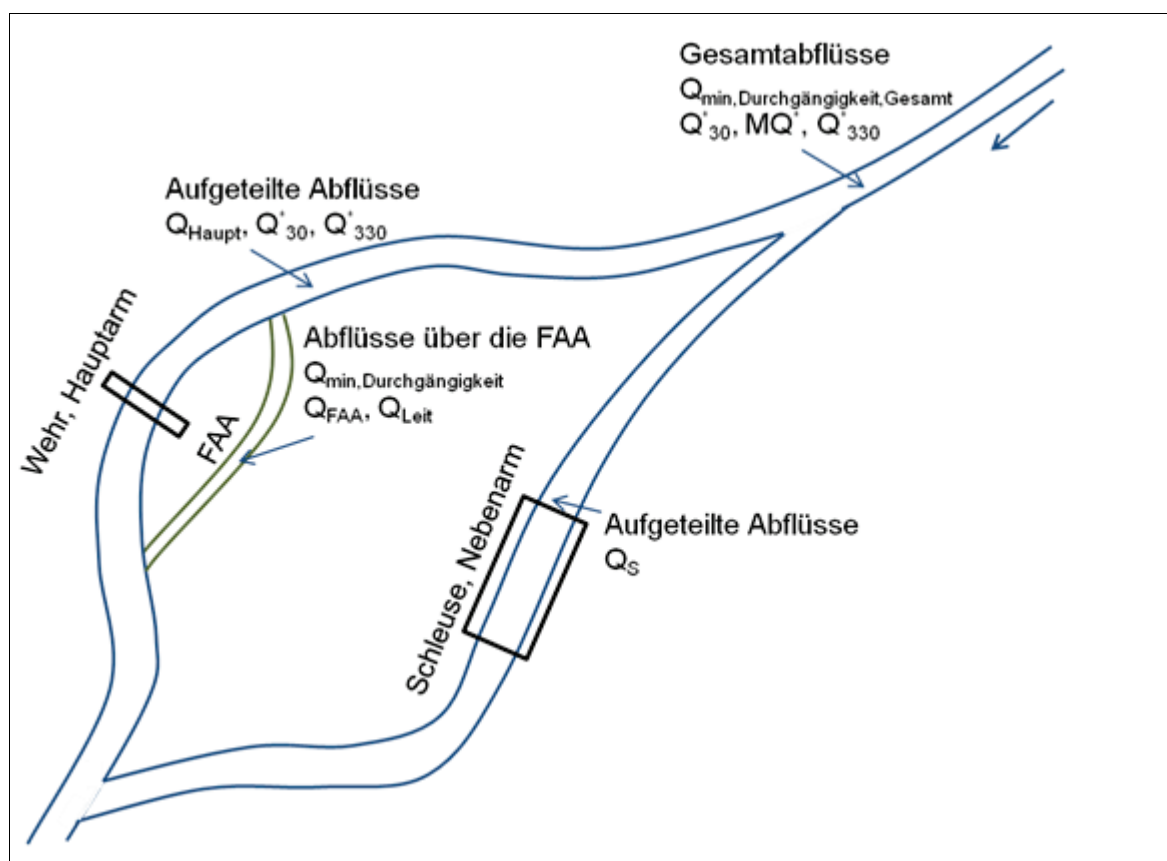 Gesamtabflüsse
Qmin,Durchgängigkeit,Gesamt
Q*30, MQ*, Q*330
Aufgeteilte Abflüsse
QHaupt, Q*30, Q*330
Wehr, Hauptarm
FAA
Abflüsse über die FAA
Qmin,Durchgängigkeit
QFAA, QLeit
Schleuse, Nebenarm
Aufgeteilte Abflüsse
QS